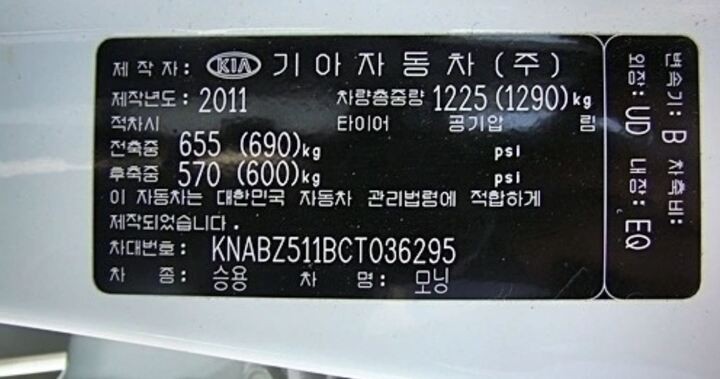 제 작 자: KIA 기아자동차(주)
제작년도: 2011 차량총중량 1225(1290)kg
적차시 타이어 공기압 림
전축중 655 (690)kg psi
후축중 570 (600)kg psi
이 자동차는 대한민국 자동차 관리법령에 적합하게
제작되었습니다.
차대번호: KNABZ511BCT036295
차 종: 승용 차 명: 모닝
변속기: B 차축비:
외장: UD 내장: EQ